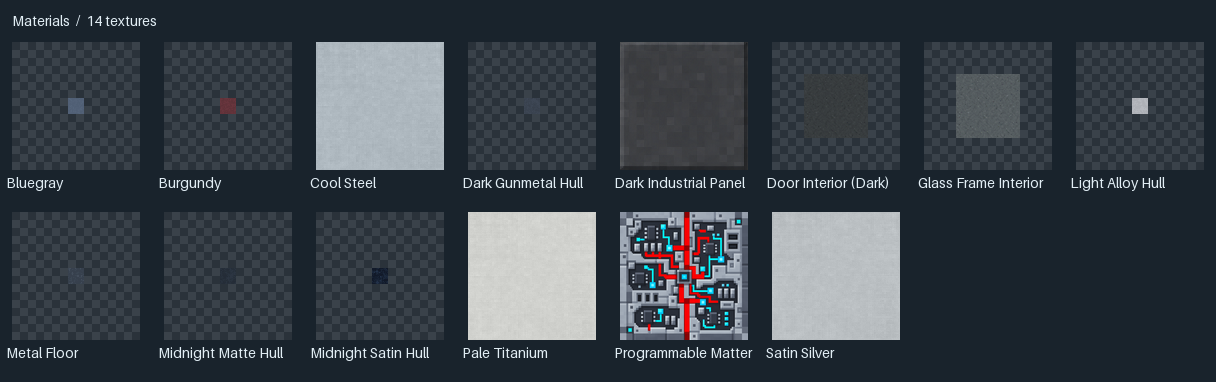 Materials / 14 textures
Bluegray
Burgundy
Cool Steel
Dark Gunmetal Hull
Dark Industrial Panel
Door Interior (Dark)
Glass Frame Interior
Light Alloy Hull
Metal Floor
Midnight Matte Hull
Midnight Satin Hull
Pale Titanium
Programmable Matter
Satin Silver